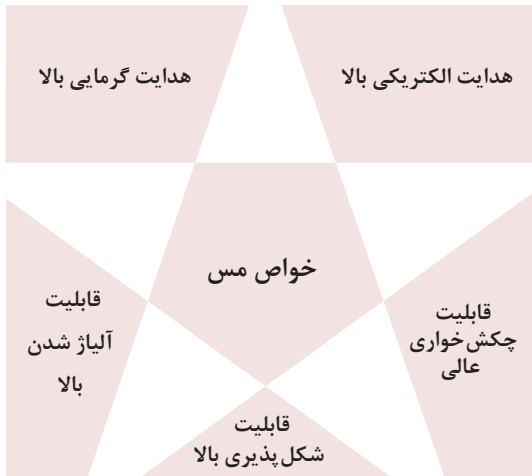 هدایت الکتریکی بالا
هدایت گرمایی بالا
خواص مس
قابلیت
چکش‌خواری
عالی
قابلیت
آلیاژ شدن
بالا
قابلیت
شکل‌پذیری بالا